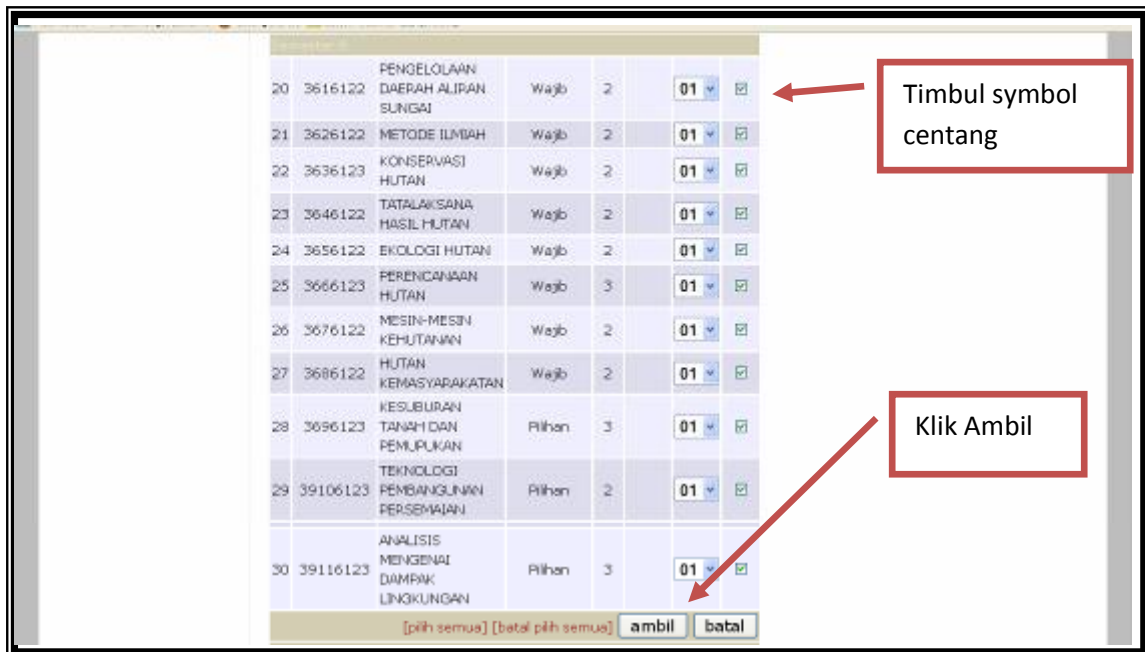 20 3616122 PENGELOLAAN DAERAH ALIRAN SUNGAI Wajib 2 01
21 3626122 METODE ILMIAH Wajib 2 01
22 3636123 KONSERVASI HUTAN Wajib 2 01
23 3646122 TATALAKSANA HASIL HUTAN Wajib 2 01
24 3656122 EKOLOGI HUTAN Wajib 2 01
25 3666123 PERENCANAAN HUTAN Wajib 3 01
26 3676122 MESIN-MESIN KEHUTANAN Wajib 2 01
27 3686122 HUTAN KEMASYARAKATAN Wajib 2 01
28 3696123 KESUBURAN TANAH DAN PEMUPUKAN Pilihan 3 01
29 39106123 TEKNOLOGI PEMBANGUNAN PERSEMAIAN Pilihan 2 01
30 39116123 ANALISIS MENGENAI DAMPAK LINGKUNGAN Pilihan 3 01
[pilih semua] [batal pilih semua] ambil batal
Timbul symbol
centang
Klik Ambil